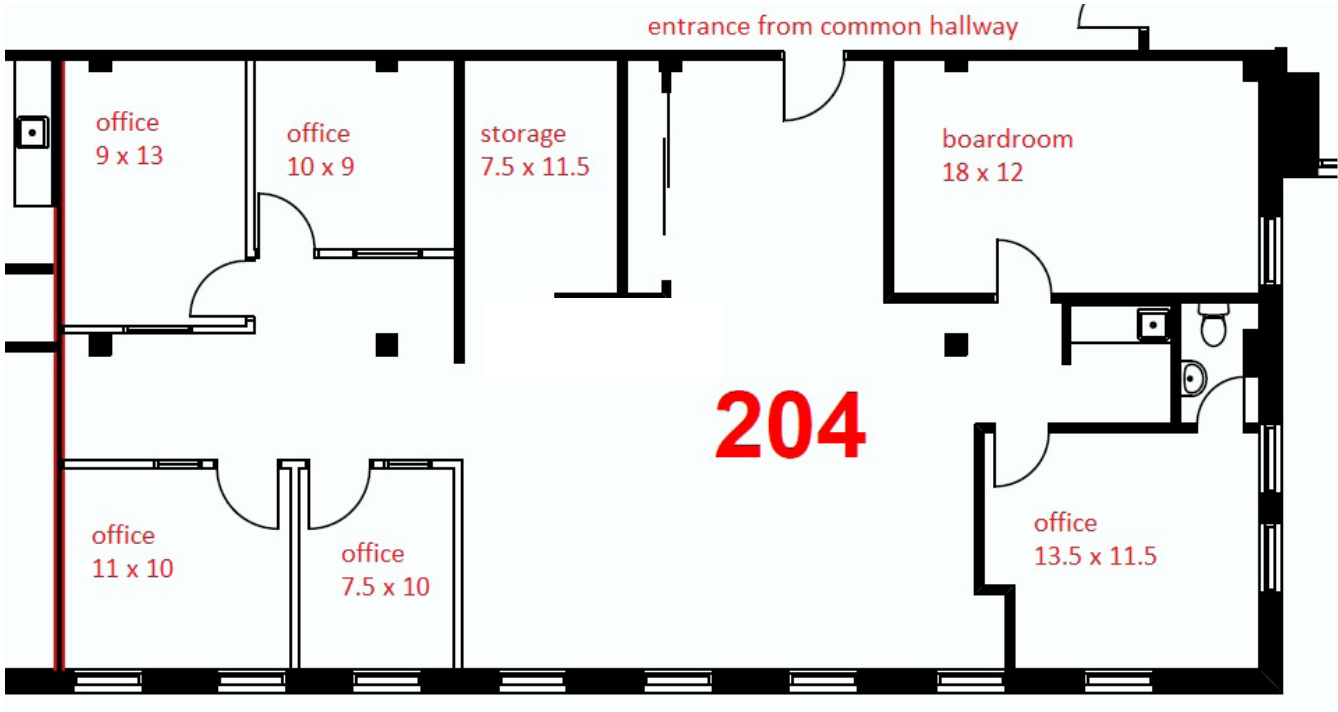 entrance from common hallway
office
9 x 13
office
10 x 9
storage
7.5 x 11.5
boardroom
18 x 12
204
office
11 x 10
office
7.5 x 10
office
13.5 x 11.5